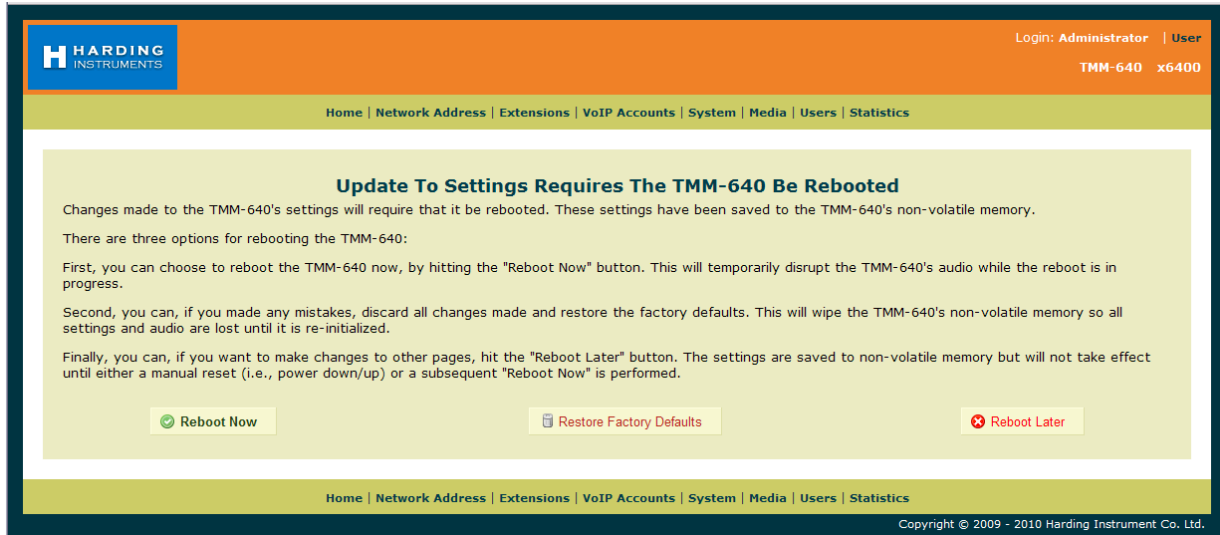 HARDING
INSTRUMENTS
Login: Administrator | User
TMM-640 x6400
Home | Network Address | Extensions | VoIP Accounts | System | Media | Users | Statistics
Update To Settings Requires The TMM-640 Be Rebooted
Changes made to the TMM-640's settings will require that it be rebooted. These settings have been saved to the TMM-640's non-volatile memory.
There are three options for rebooting the TMM-640:
First, you can choose to reboot the TMM-640 now, by hitting the "Reboot Now" button. This will temporarily disrupt the TMM-640's audio while the reboot is in
progress.
Second, you can, if you made any mistakes, discard all changes made and restore the factory defaults. This will wipe the TMM-640's non-volatile memory so all
settings and audio are lost until it is re-initialized.
Finally, you can, if you want to make changes to other pages, hit the "Reboot Later" button. The settings are saved to non-volatile memory but will not take effect
until either a manual reset (i.e., power down/up) or a subsequent "Reboot Now" is performed.
Reboot Now
Restore Factory Defaults
Reboot Later
Home | Network Address | Extensions | VoIP Accounts | System | Media | Users | Statistics
Copyright © 2009 - 2010 Harding Instrument Co. Ltd.